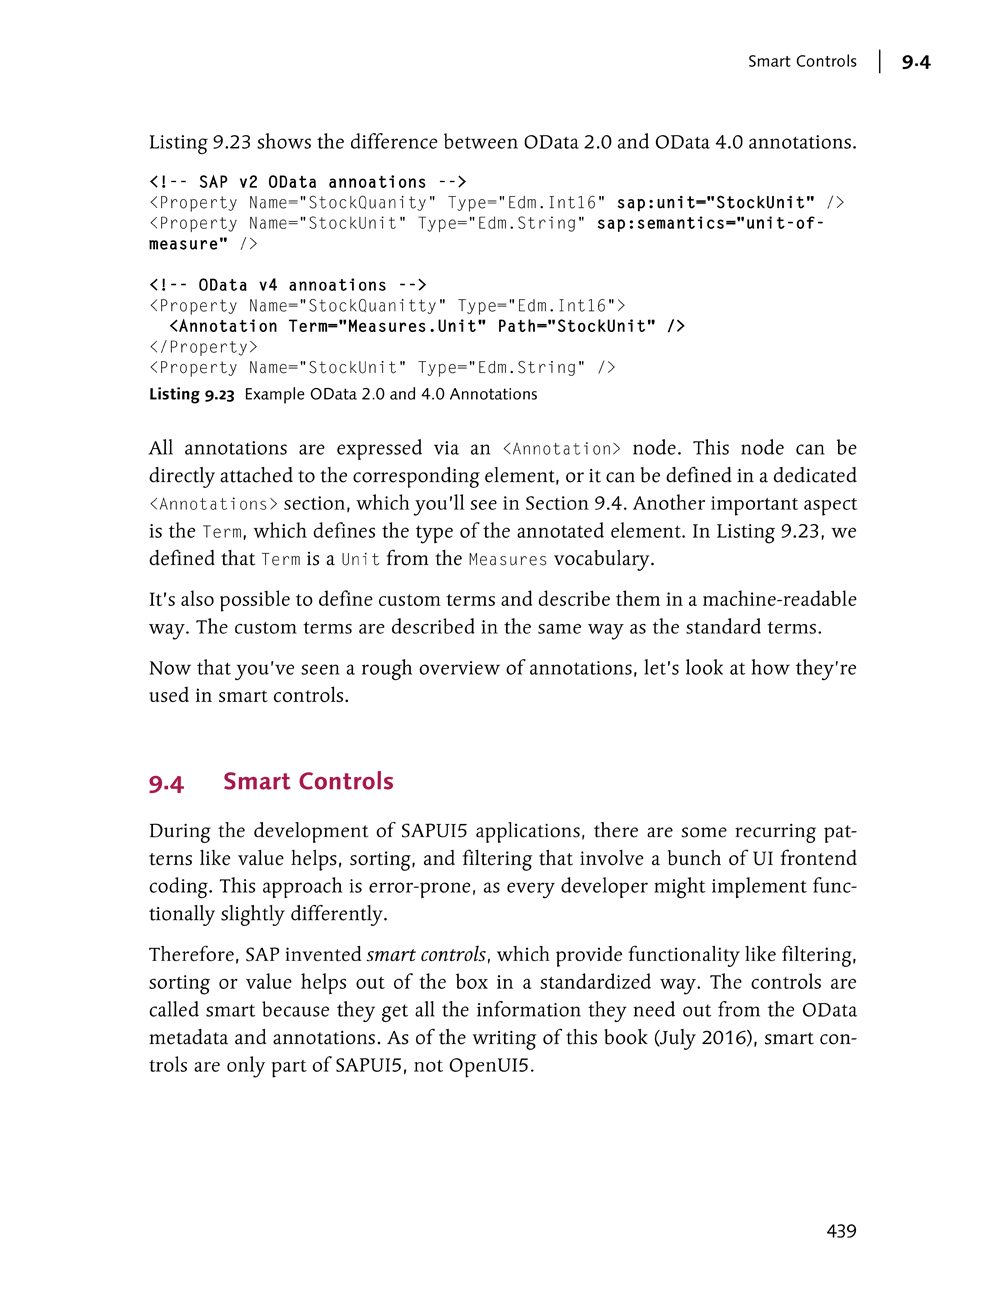 Smart Controls | 9.4
Listing 9.23 shows the difference between OData 2.0 and OData 4.0 annotations.
<!-- SAP v2 OData annoations -->
<Property Name="StockQuanity" Type="Edm.Int16" sap:unit="StockUnit" />
<Property Name="StockUnit" Type="Edm.String" sap:semantics="unit-of-
measure" />
<!-- OData v4 annoations -->
<Property Name="StockQuanitty" Type="Edm.Int16">
  <Annotation Term="Measures.Unit" Path="StockUnit" />
</Property>
<Property Name="StockUnit" Type="Edm.String" />
Listing 9.23 Example OData 2.0 and 4.0 Annotations
All annotations are expressed via an <Annotation> node. This node can be
directly attached to the corresponding element, or it can be defined in a dedicated
<Annotations> section, which you'll see in Section 9.4. Another important aspect
is the Term, which defines the type of the annotated element. In Listing 9.23, we
defined that Term is a Unit from the Measures vocabulary.
It's also possible to define custom terms and describe them in a machine-readable
way. The custom terms are described in the same way as the standard terms.
Now that you've seen a rough overview of annotations, let's look at how they're
used in smart controls.
9.4 Smart Controls
During the development of SAPUI5 applications, there are some recurring pat-
terns like value helps, sorting, and filtering that involve a bunch of UI frontend
coding. This approach is error-prone, as every developer might implement func-
tionally slightly differently.
Therefore, SAP invented smart controls, which provide functionality like filtering,
sorting or value helps out of the box in a standardized way. The controls are
called smart because they get all the information they need out from the OData
metadata and annotations. As of the writing of this book (July 2016), smart con-
trols are only part of SAPUI5, not OpenUI5.
439